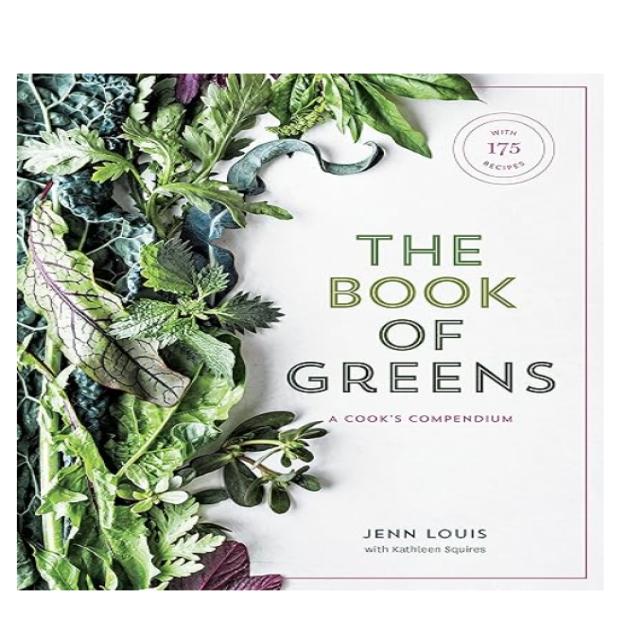 WITH
175
RECIPES
THE
BOOK
OF
GREENS
A COOK'S COMPENDIUM
JENN LOUIS
with Kathleen Squires